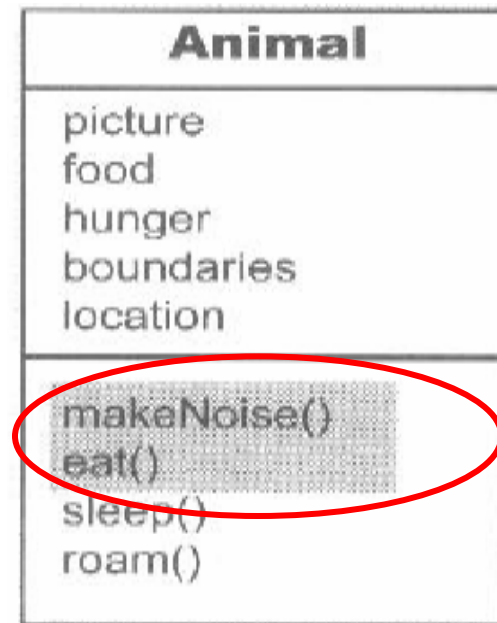 Animal
picture
food
hunger
boundaries
location
makeNoise()
eat()
sleep()
roam()